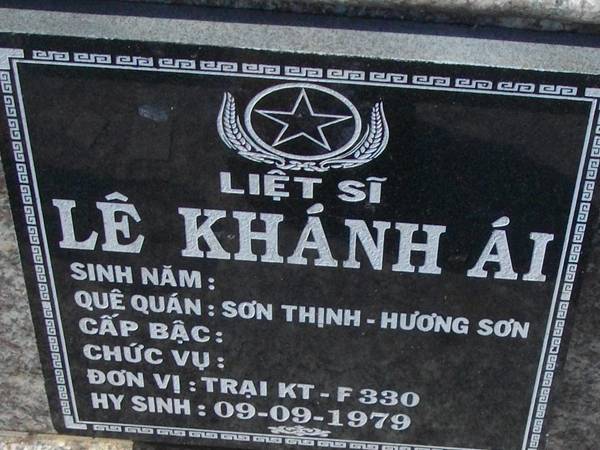 LIỆT SĨ
LÊ KHÁNH ÁI
SINH NĂM :
QUÊ QUÁN : SƠN THỊNH - HƯƠNG SƠN
CẤP BẬC :
CHỨC VỤ :
ĐƠN VỊ : TRẠI KT - F 330
HY SINH : 09-09-1979